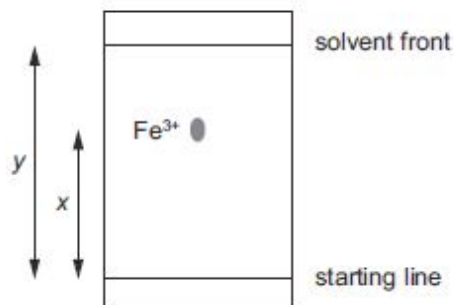 solvent front
Fe³⁺
y
x
starting line